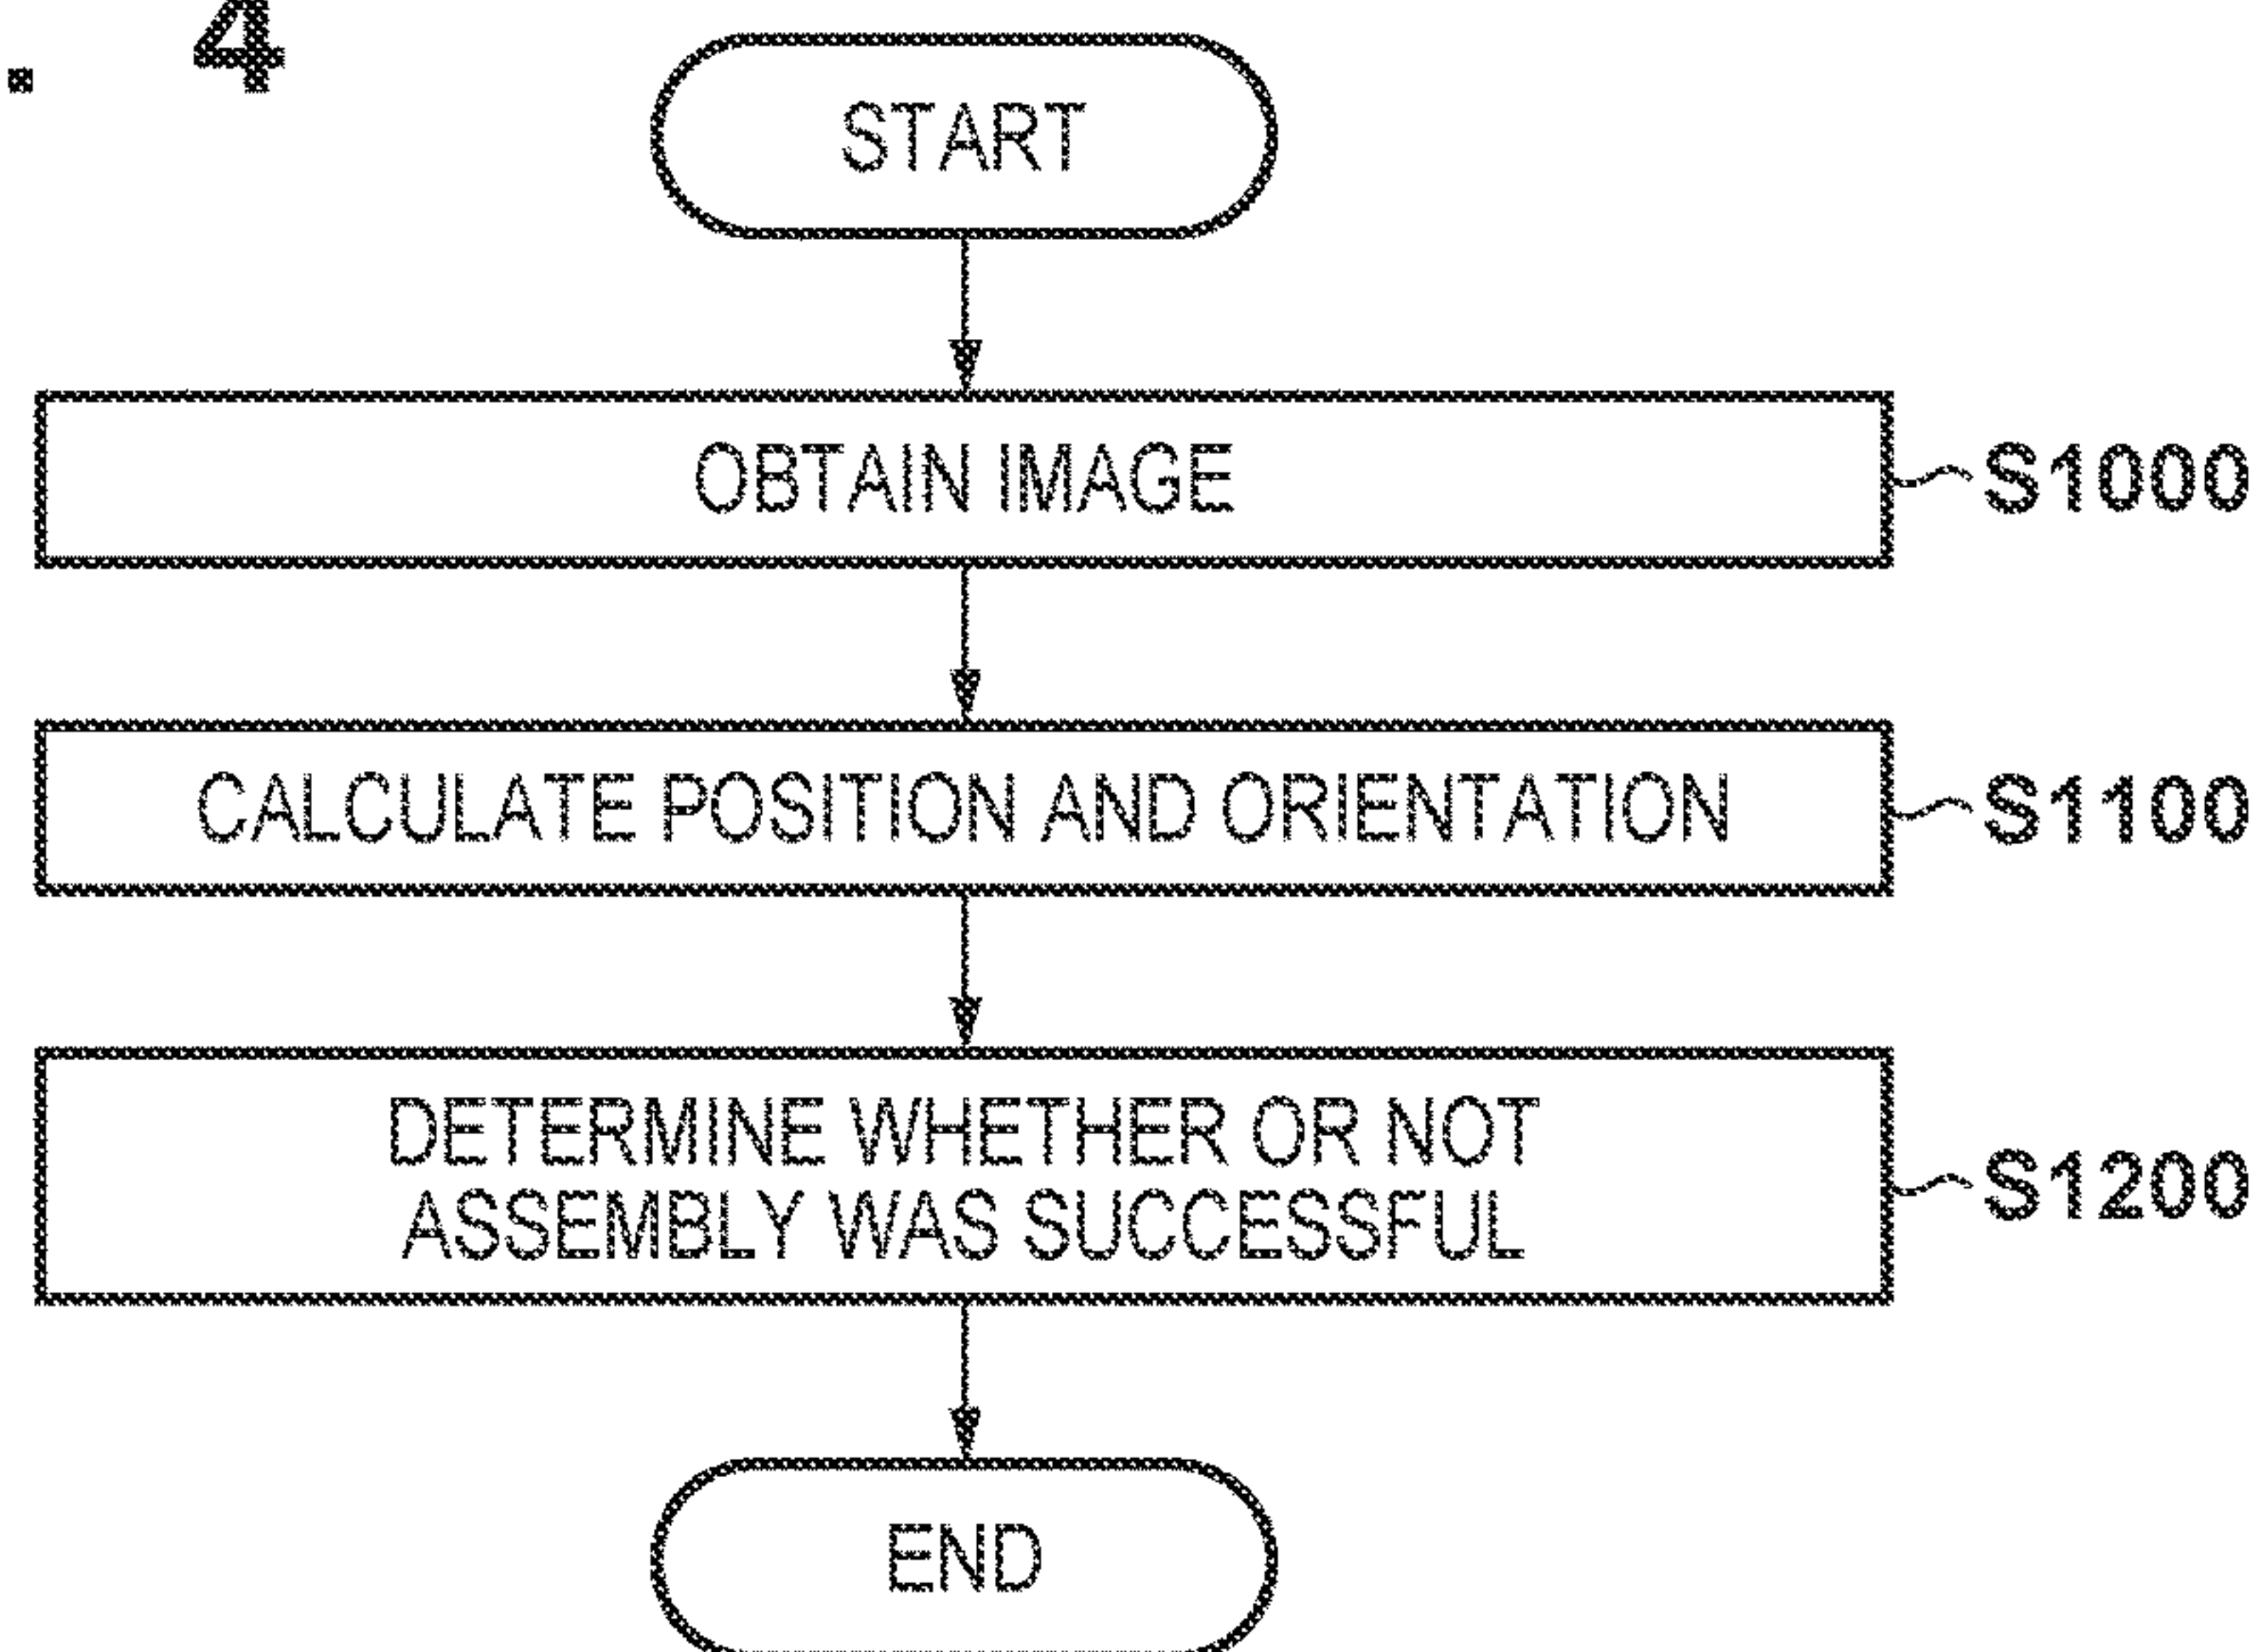 . 4
START
OBTAIN IMAGE
S1000
CALCULATE POSITION AND ORIENTATION
S1100
DETERMINE WHETHER OR NOT
ASSEMBLY WAS SUCCESSFUL
S1200
END